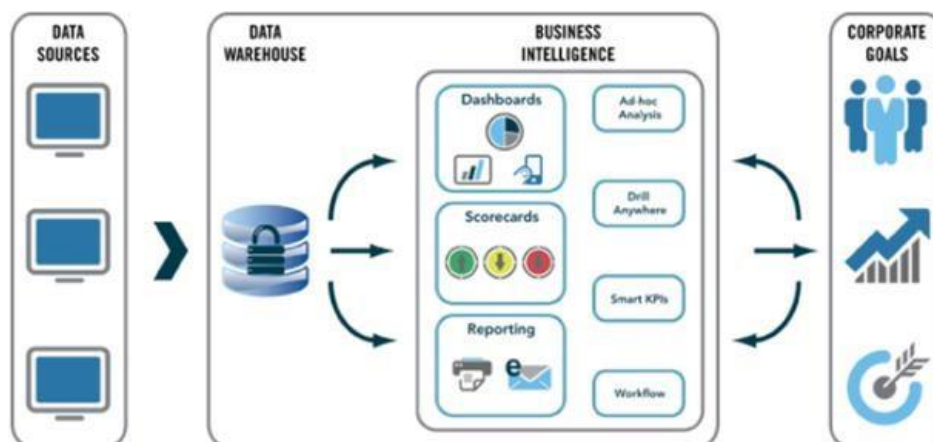 DATA
SOURCES
DATA
WAREHOUSE
BUSINESS
INTELLIGENCE
Dashboards
Ad-hoc
Analysis
Drill
Anywhere
Scorecards
Smart KPIs
Reporting
e
Workflow
CORPORATE
GOALS